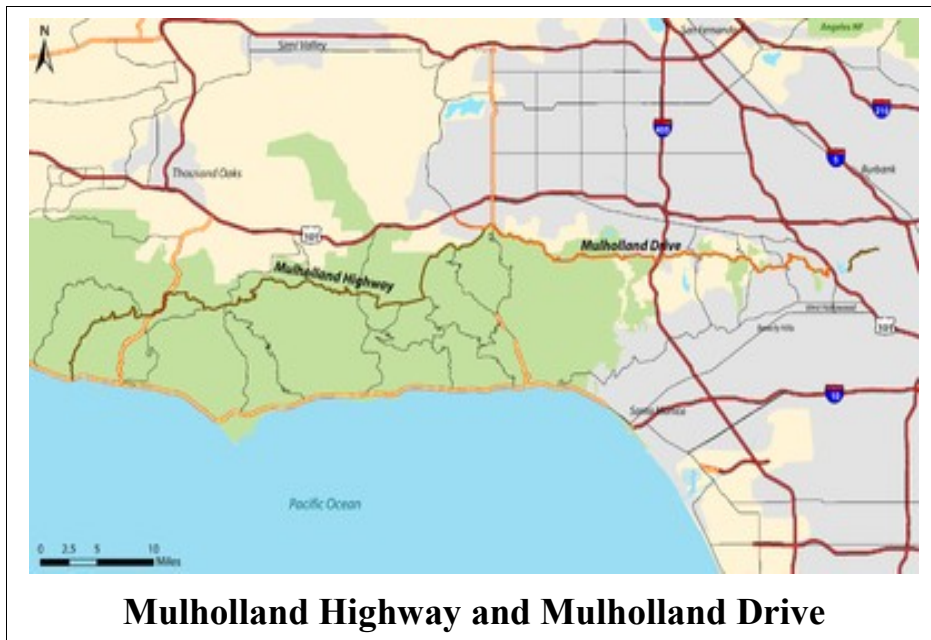 N
Simi Valley
San Fernando
Angeles NF
405
210
5
Burbank
Thousand Oaks
101
Mulholland Drive
Mulholland Highway
West Hollywood
Beverly Hills
101
10
Santa Monica
Pacific Ocean
0 2.5 5 10
Miles
Mulholland Highway and Mulholland Drive